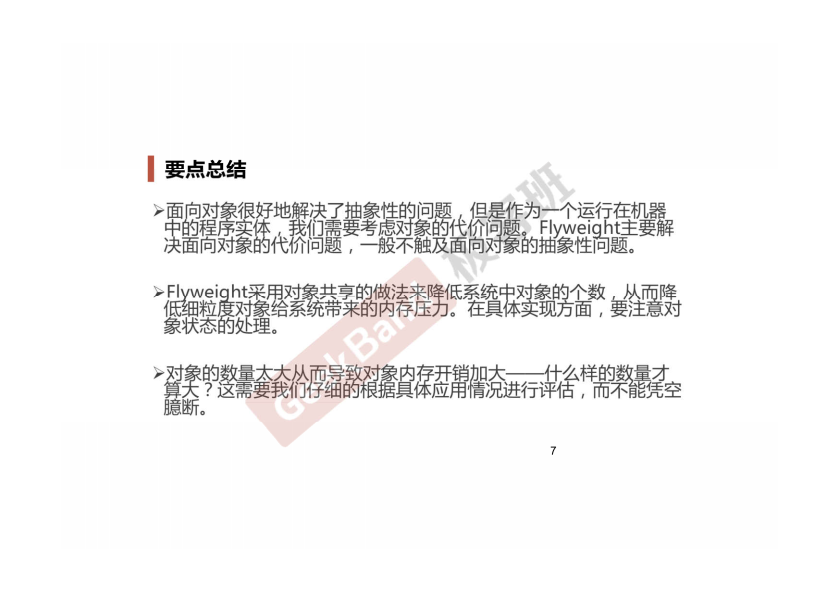 要点总结
➢面向对象很好地解决了抽象性的问题，但是作为一个运行在机器
中的程序实体，我们需要考虑对象的代价问题。Flyweight主要解
决面向对象的代价问题，一般不触及面向对象的抽象性问题。
➢Flyweight采用对象共享的做法来降低系统中对象的个数，从而降
低细粒度对象给系统带来的内存压力。在具体实现方面，要注意对
象状态的处理。
➢对象的数量太大从而导致对象内存开销加大——什么样的数量才
算大？这需要我们仔细的根据具体应用情况进行评估，而不能凭空
臆断。
GeekBand 极客班
7